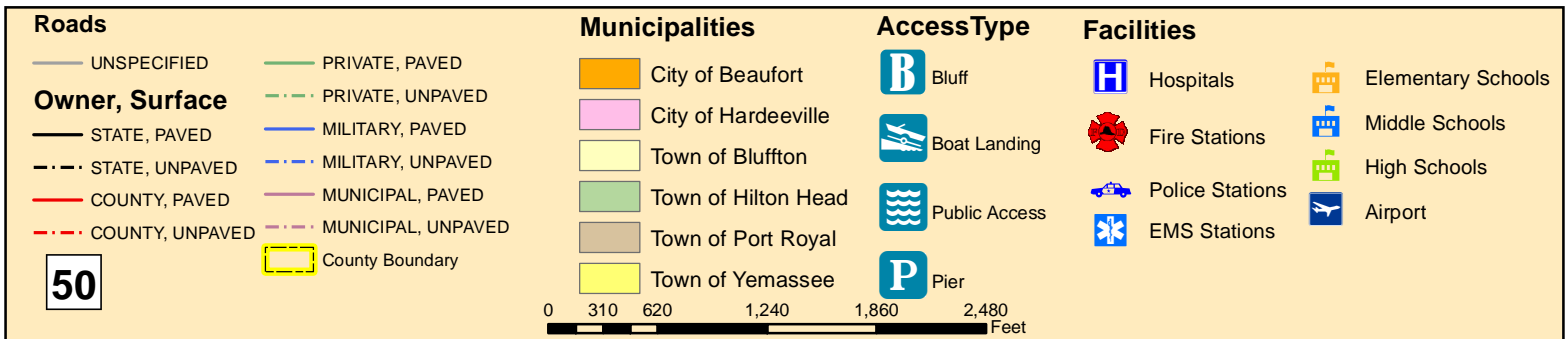 Roads
UNSPECIFIED
Owner, Surface
STATE, PAVED
STATE, UNPAVED
COUNTY, PAVED
COUNTY, UNPAVED
50
PRIVATE, PAVED
PRIVATE, UNPAVED
MILITARY, PAVED
MILITARY, UNPAVED
MUNICIPAL, PAVED
MUNICIPAL, UNPAVED
County Boundary
Municipalities
City of Beaufort
City of Hardeeville
Town of Bluffton
Town of Hilton Head
Town of Port Royal
Town of Yemassee
AccessType
B Bluff
Boat Landing
Public Access
P Pier
Facilities
H Hospitals
Fire Stations
Police Stations
EMS Stations
Elementary Schools
Middle Schools
High Schools
Airport
0 310 620 1,240 1,860 2,480
Feet